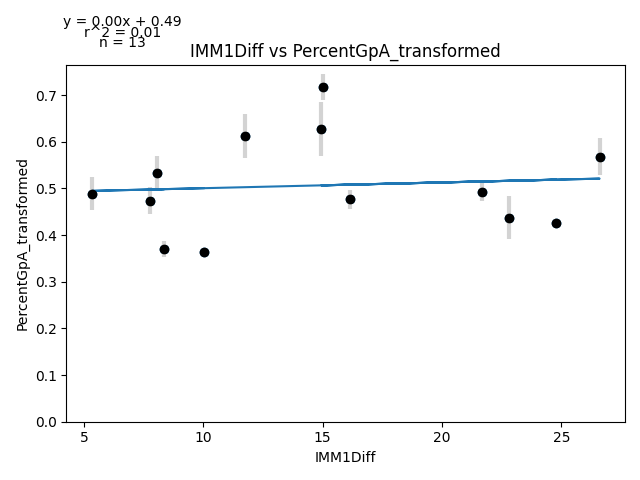 y = 0.00x + 0.49
r^2 = 0.01
n = 13
IMM1Diff vs PercentGpA_transformed
PercentGpA_transformed
0.7
0.6
0.5
0.4
0.3
0.2
0.1
0.0
5 10 15 20 25
IMM1Diff